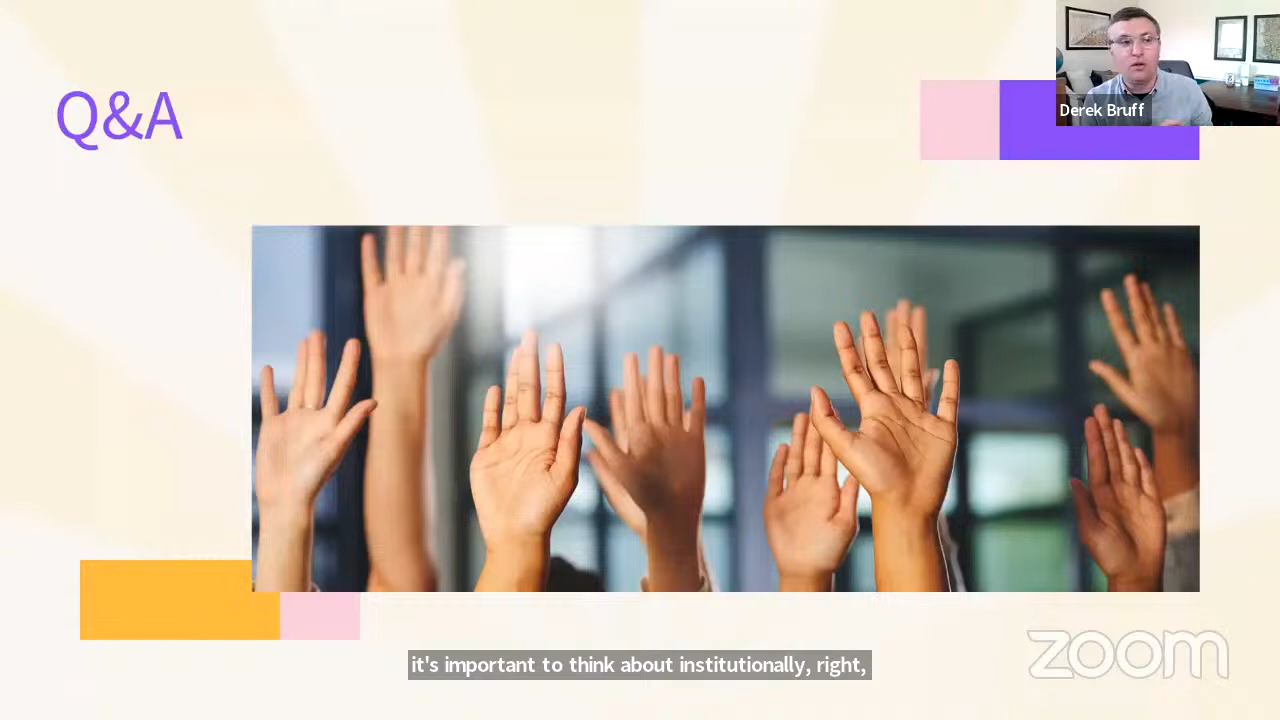 Q&A
Derek Bruff
it's important to think about institutionally, right,
zoom